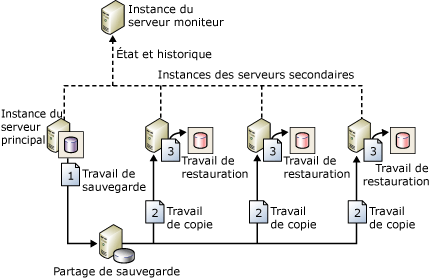 Instance du
serveur moniteur
État et historique
Instances des serveurs secondaires
Instance du
serveur
principal
1
Travail de
sauvegarde
3
Travail de
restauration
3
Travail de
restauration
3
Travail de
restauration
2
Travail
de copie
2
Travail
de copie
2
Travail
de copie
Partage de sauvegarde